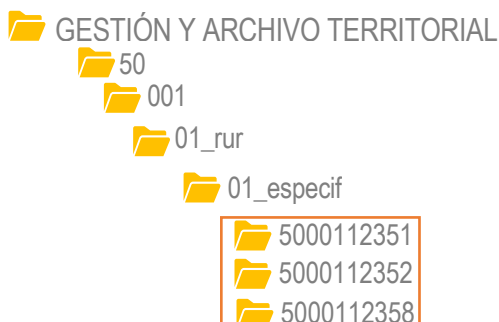 GESTIÓN Y ARCHIVO TERRITORIAL
50
001
01_rur
01_especif
5000112351
5000112352
5000112358